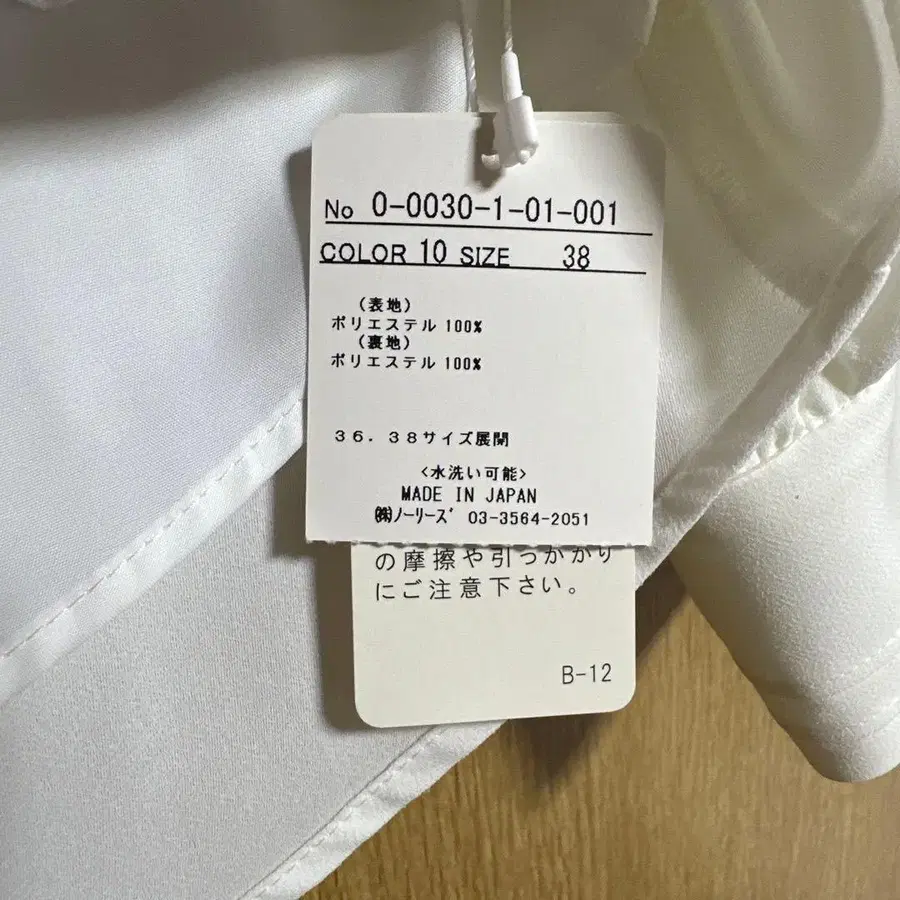 No 0-0030-1-01-001
COLOR 10 SIZE 38
(表地)
ポリエステル 100%
(裏地)
ポリエステル 100%
36.38サイズ展開
<水洗い可能>
MADE IN JAPAN
㈱ノーリーズ 03-3564-2051
の摩擦や引っかかり
にご注意下さい。
B-12